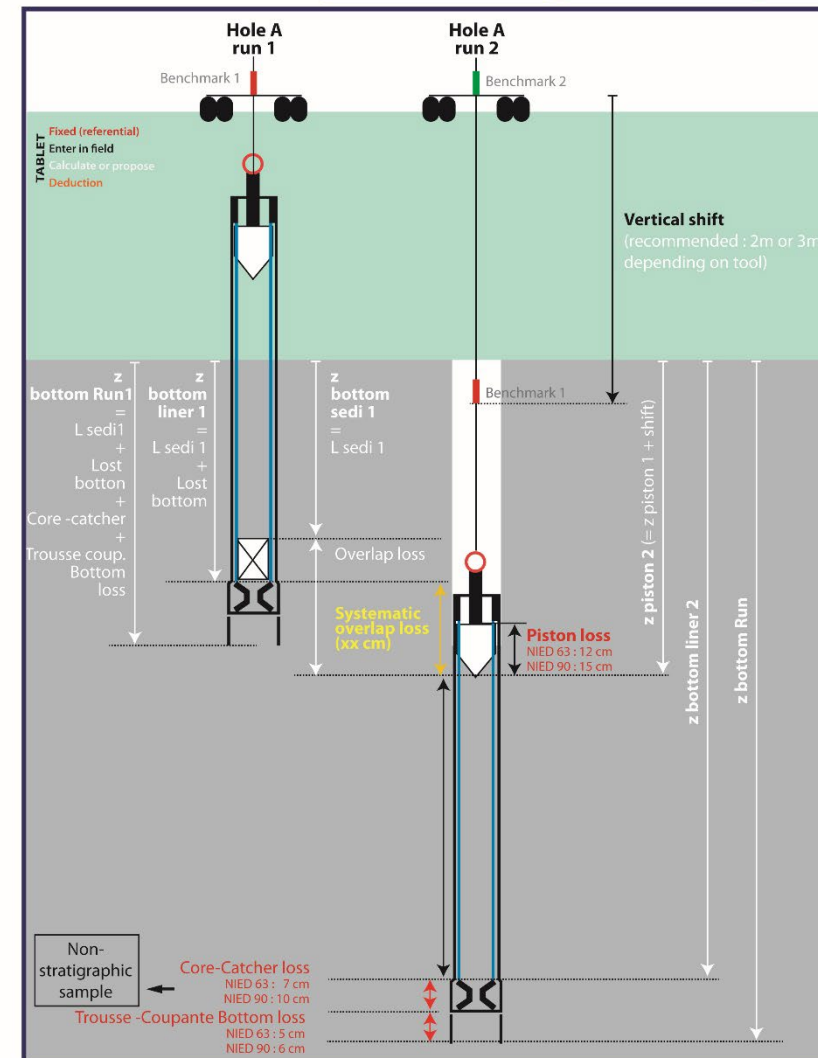 Hole A
run 1
Hole A
run 2
Benchmark 1
Benchmark 2
TABLET
Fixed (referential)
Enter in field
Calculate or propose
Deduction
Vertical shift
(recommended : 2m or 3m
depending on tool)
z
bottom Run1
=
L sedi1
+
Lost
botton
+
Core -catcher
+
Trousse coup.
Bottom
loss
z
bottom
liner 1
=
L sedi 1
+
Lost
bottom
z
bottom
sedi 1
=
L sedi 1
Benchmark 1
Overlap loss
Systematic
overlap loss
(xx cm)
Piston loss
NIED 63 : 12 cm
NIED 90 : 15 cm
z piston 2 (= z piston 1 + shift)
z bottom liner 2
z bottom Run
Non-
stratigraphic
sample
Core-Catcher loss
NIED 63 : 7 cm
NIED 90 : 10 cm
Trousse -Coupante Bottom loss
NIED 63 : 5 cm
NIED 90 : 6 cm